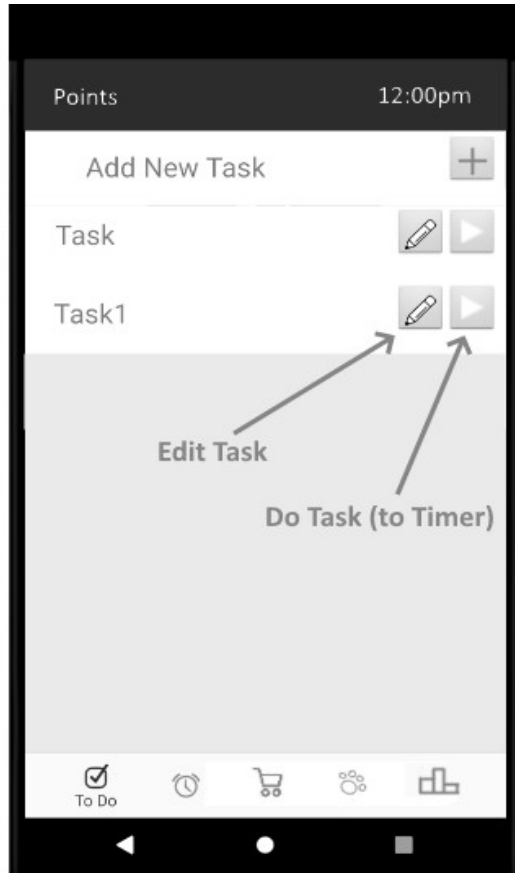 Points 12:00pm
Add New Task
Task
Task1
Edit Task
Do Task (to Timer)
To Do